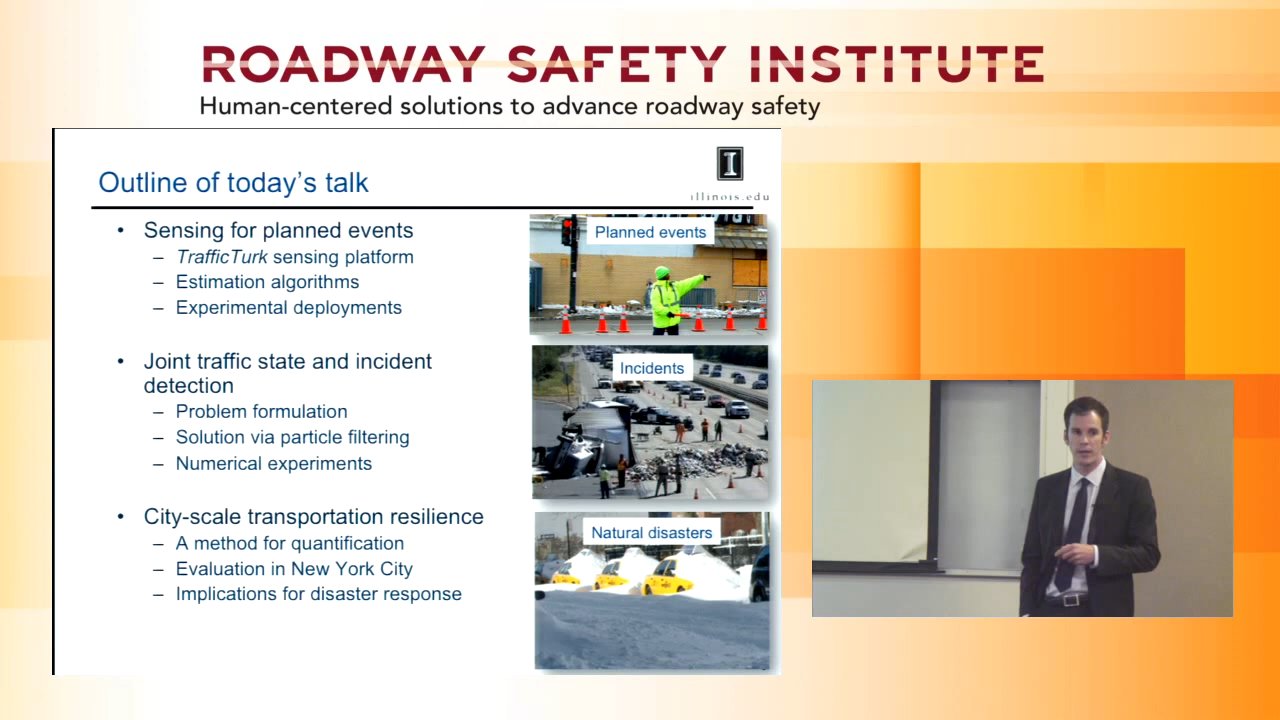 ROADWAY SAFETY INSTITUTE
Human-centered solutions to advance roadway safety
I
illinois.edu
Outline of today's talk
• Sensing for planned events
– TrafficTurk sensing platform
– Estimation algorithms
– Experimental deployments
• Joint traffic state and incident
detection
– Problem formulation
– Solution via particle filtering
– Numerical experiments
• City-scale transportation resilience
– A method for quantification
– Evaluation in New York City
– Implications for disaster response
Planned events
Incidents
Natural disasters